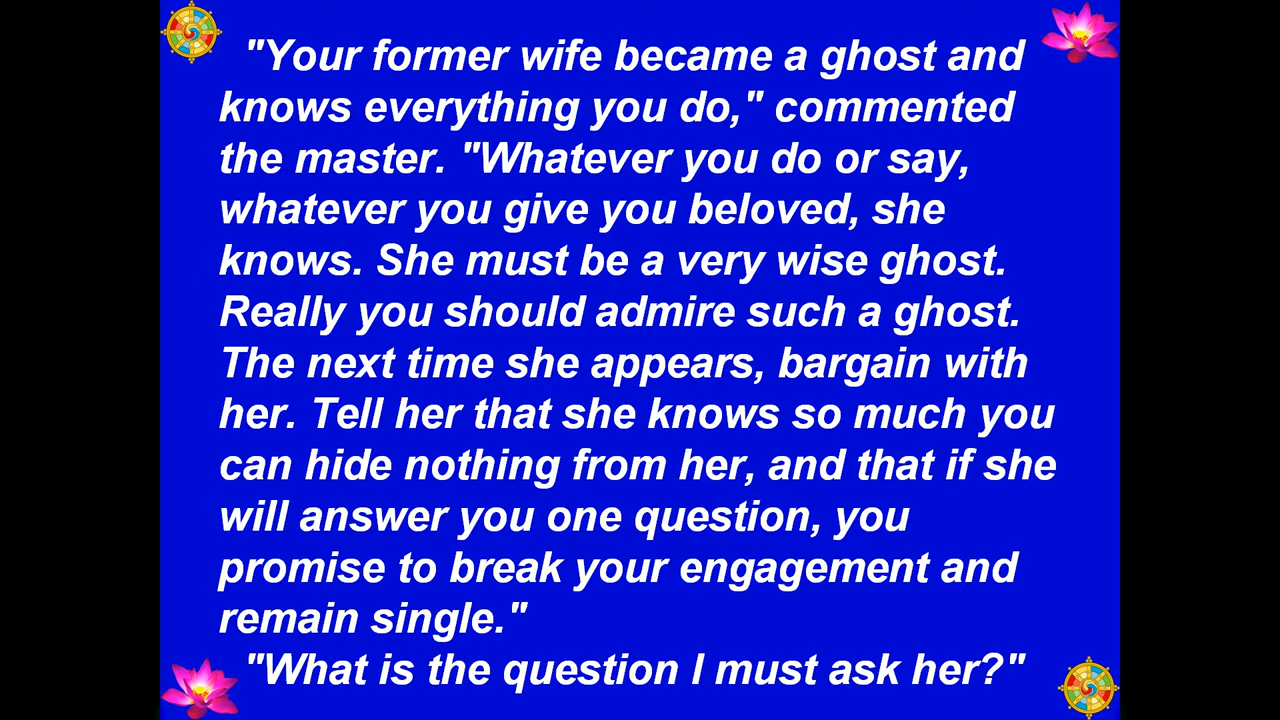 "Your former wife became a ghost and
knows everything you do," commented
the master. "Whatever you do or say,
whatever you give you beloved, she
knows. She must be a very wise ghost.
Really you should admire such a ghost.
The next time she appears, bargain with
her. Tell her that she knows so much you
can hide nothing from her, and that if she
will answer you one question, you
promise to break your engagement and
remain single."
"What is the question I must ask her?"